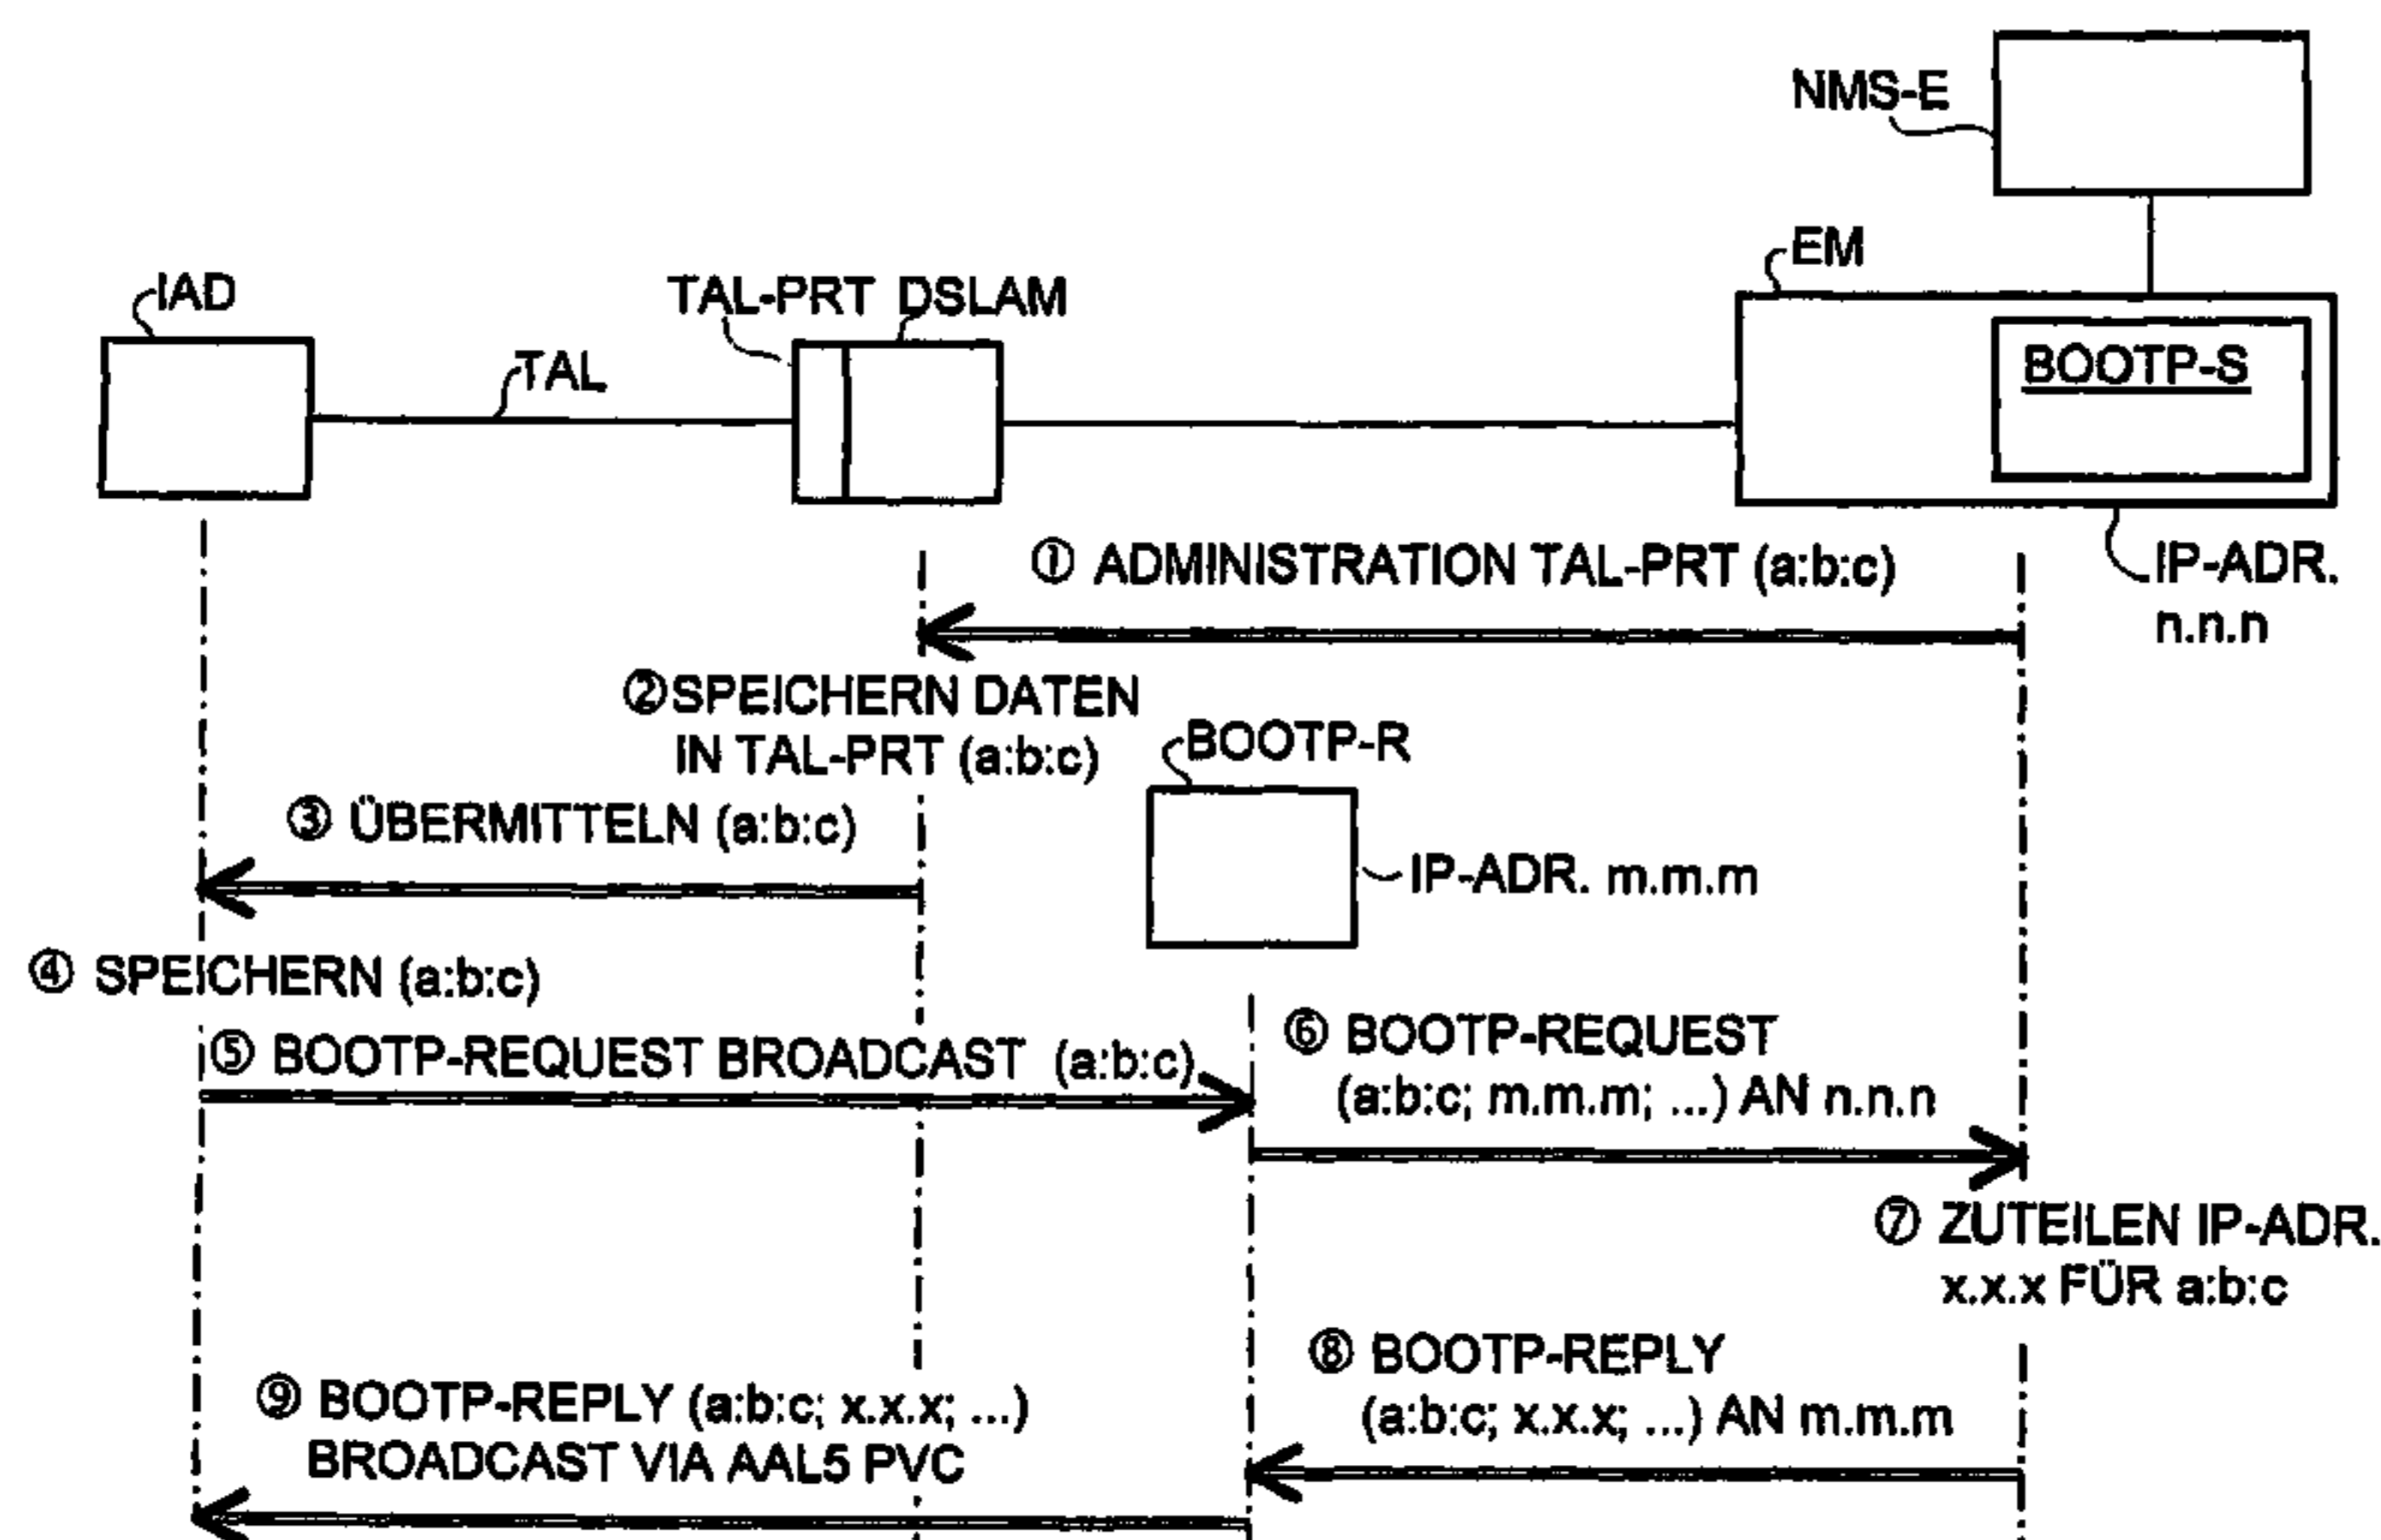 NMS-E
EM
IAD
TAL-PRT DSLAM
TAL
BOOTP-S
① ADMINISTRATION TAL-PRT (a:b:c)
IP-ADR.
n.n.n
② SPEICHERN DATEN
IN TAL-PRT (a:b:c)
BOOTP-R
③ ÜBERMITTELN (a:b:c)
IP-ADR. m.m.m
④ SPEICHERN (a:b:c)
⑤ BOOTP-REQUEST BROADCAST (a:b:c)
⑥ BOOTP-REQUEST
(a:b:c; m.m.m; ...) AN n.n.n
⑦ ZUTEILEN IP-ADR.
x.x.x FÜR a:b:c
⑧ BOOTP-REPLY
(a:b:c; x.x.x; ...) AN m.m.m
⑨ BOOTP-REPLY (a:b:c; x.x.x; ...)
BROADCAST VIA AAL5 PVC